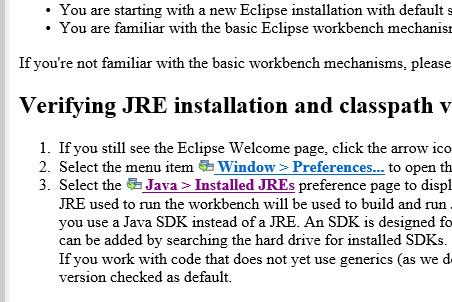 • You are starting with a new Eclipse installation with default s
• You are familiar with the basic Eclipse workbench mechanisr
If you're not familiar with the basic workbench mechanisms, please
Verifying JRE installation and classpath v
1. If you still see the Eclipse Welcome page, click the arrow ico
2. Select the menu item Window > Preferences... to open th
3. Select the Java > Installed JREs preference page to displ
JRE used to run the workbench will be used to build and run
you use a Java SDK instead of a JRE. An SDK is designed fo
can be added by searching the hard drive for installed SDKs.
If you work with code that does not yet use generics (as we d
version checked as default.